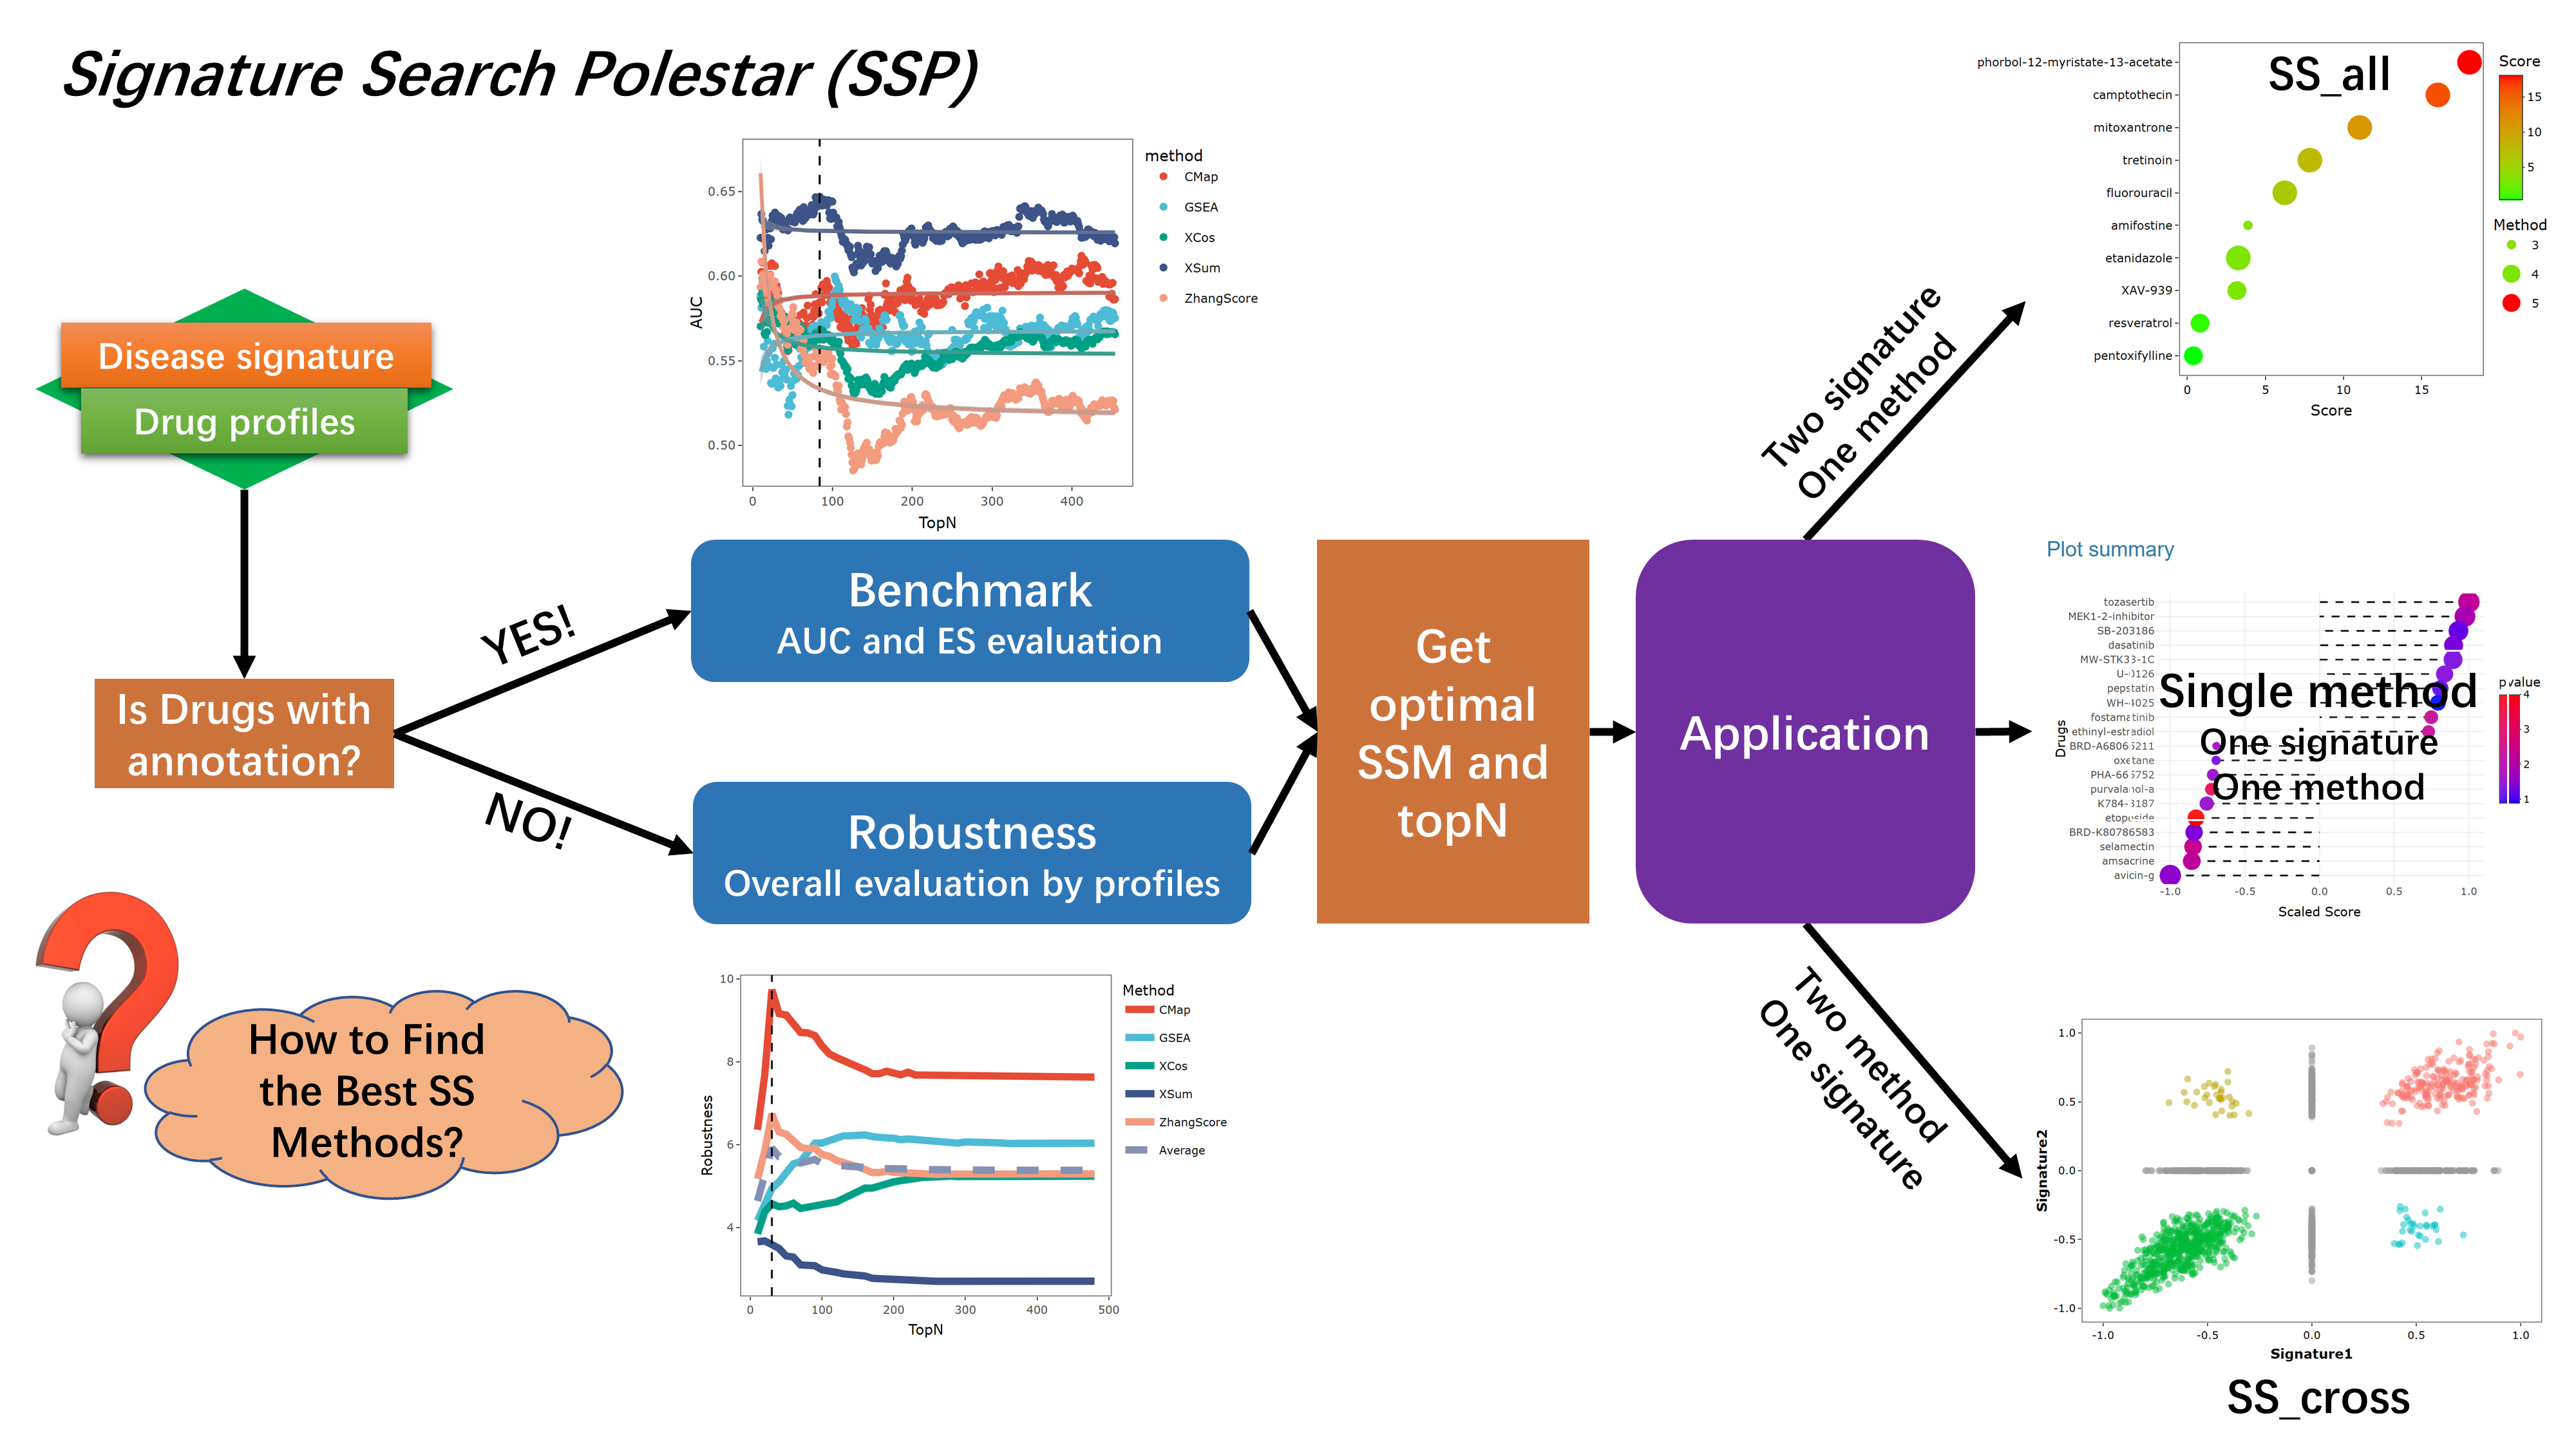 Signature Search Polestar (SSP)
Disease signature
Drug profiles
Is Drugs with
annotation?
YES!
NO!
How to Find
the Best SS
Methods?
0.65
0.60
0.55
0.50
AUC
0
100
200
300
400
TopN
method
CMap
GSEA
XCos
XSum
ZhangScore
Benchmark
AUC and ES evaluation
Robustness
Overall evaluation by profiles
10
8
6
4
Robustness
0
100
200
300
400
500
TopN
Method
CMap
GSEA
XCos
XSum
ZhangScore
Average
Get
optimal
SSM and
topN
Application
Two signature
One method
Two method
One signature
SS_all
phorbol-12-myristate-13-acetate
camptothecin
mitoxantrone
tretinoin
fluorouracil
amifostine
etanidazole
XAV-939
resveratrol
pentoxifylline
0
5
10
15
Score
Score
15
10
5
Method
3
4
5
Plot summary
tozasertib
MEK1-2-inhibitor
SB-203186
dasatinib
MW-STK33-1C
U-0126
pepstatin
WH-4025
fostamatinib
ethinyl-estradiol
BRD-A68065211
oxetane
PHA-665752
purvalanol-a
K784-3187
etoposide
BRD-K80786583
selamectin
amsacrine
avicin-g
Drugs
-1.0
-0.5
0.0
0.5
1.0
Scaled Score
Single method
One signature
One method
pvalue
4
3
2
1
1.0
0.5
0.0
-0.5
-1.0
Signature2
-1.0
-0.5
0.0
0.5
1.0
Signature1
SS_cross